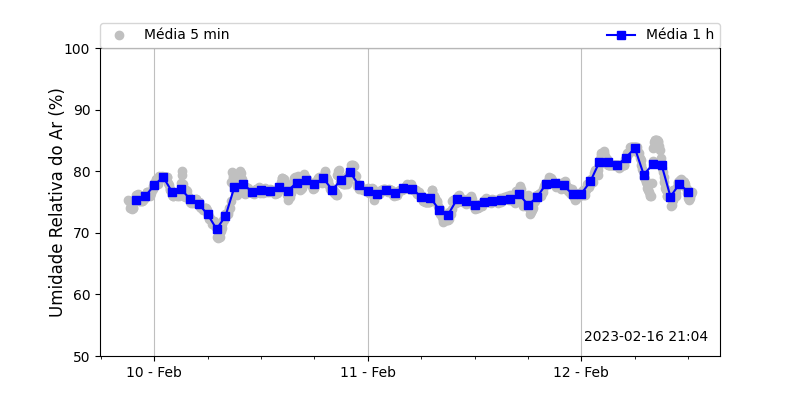 Média 5 min Média 1 h
100
90
80
70
60
50
Umidade Relativa do Ar (%)
2023-02-16 21:04
10 - Feb 11 - Feb 12 - Feb